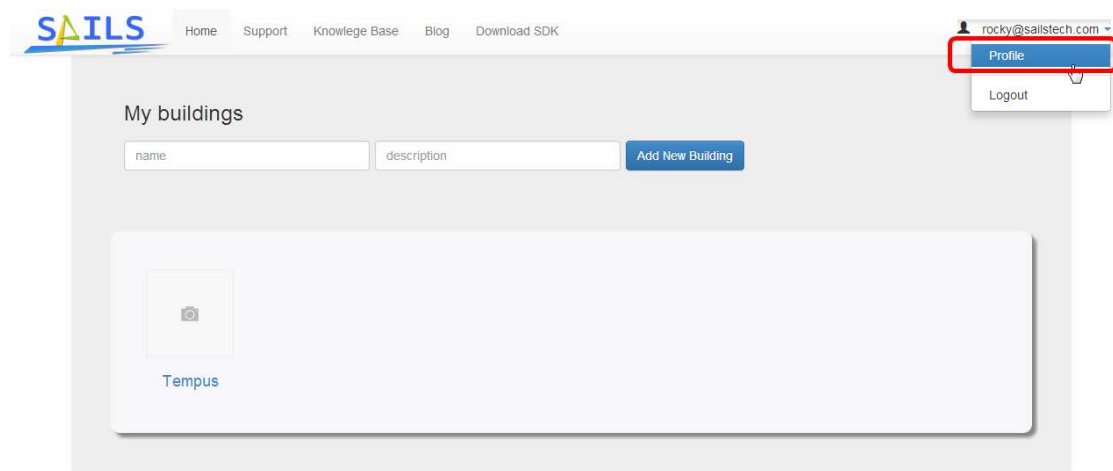 SAILS Home Support Knowlege Base Blog Download SDK rocky@sailstech.com
Profile
Logout
My buildings
name description Add New Building
Tempus